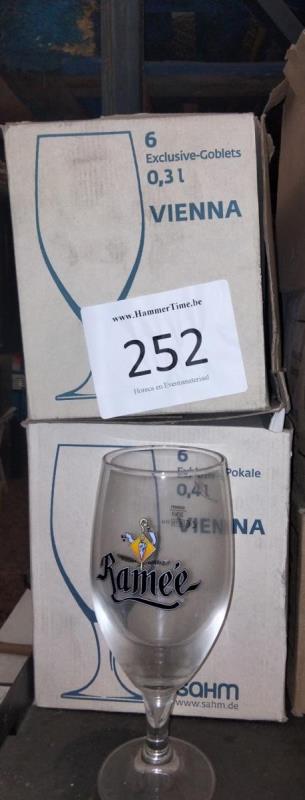 6
Exclusive-Goblets
0,3 l
VIENNA
www.HammerTime.be
252
Horeca en Eventmateriaal
6
Pokale
0,4 l
VIENNA
Ramée
sahm
www.sahm.de